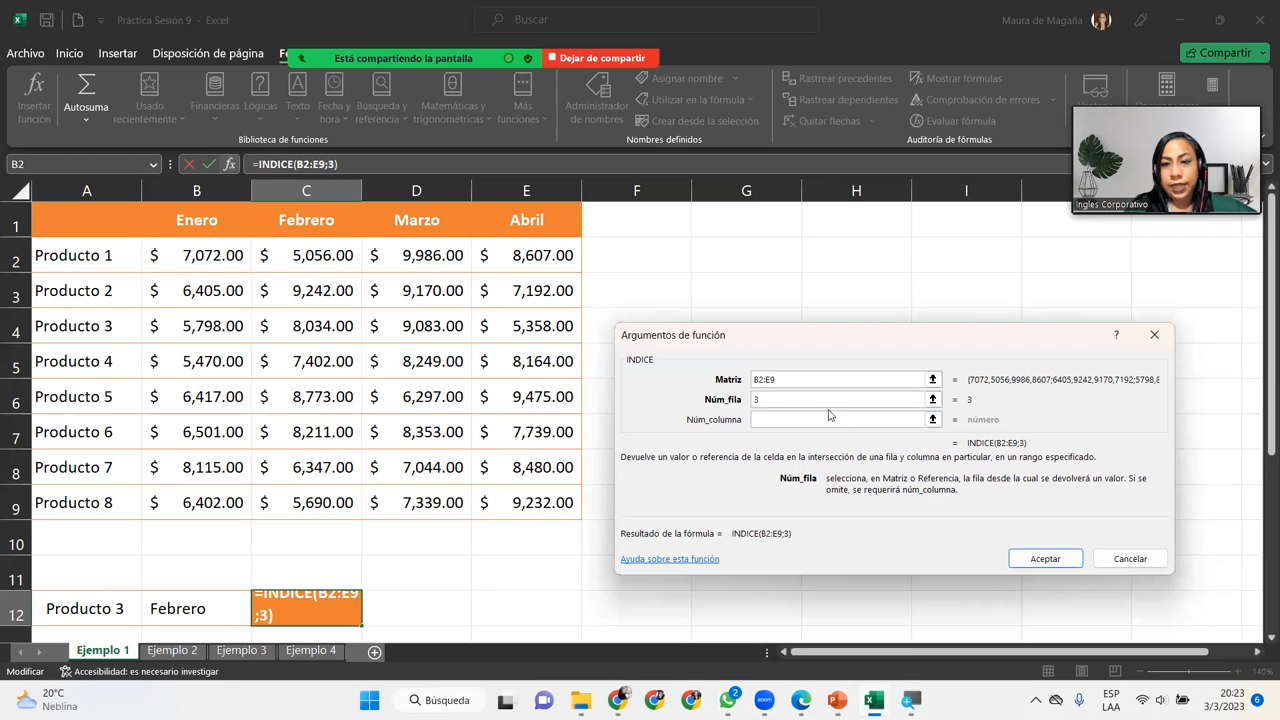 Práctica Sesión 9 - Excel
Buscar
Maura de Magaña
Archivo Inicio Insertar Disposición de página
Está compartiendo la pantalla
Dejar de compartir
Compartir
Insertar función
Autosuma
Usado recientemente
Financieras
Lógicas
Texto
Fecha y hora
Búsqueda y referencia
Matemáticas y trigonométricas
Más funciones
Biblioteca de funciones
Administrador de nombres
Asignar nombre
Utilizar en la fórmula
Crear desde la selección
Nombres definidos
Rastrear precedentes
Rastrear dependientes
Quitar flechas
Mostrar fórmulas
Comprobación de errores
Evaluar fórmula
Auditoría de fórmulas
Ingles Corporativo
B2
fx
=INDICE(B2:E9;3)
A B C D E F G H I
1 Enero Febrero Marzo Abril
2 Producto 1 $ 7,072.00 $ 5,056.00 $ 9,986.00 $ 8,607.00
3 Producto 2 $ 6,405.00 $ 9,242.00 $ 9,170.00 $ 7,192.00
4 Producto 3 $ 5,798.00 $ 8,034.00 $ 9,083.00 $ 5,358.00
5 Producto 4 $ 5,470.00 $ 7,402.00 $ 8,249.00 $ 8,164.00
6 Producto 5 $ 6,417.00 $ 8,773.00 $ 6,297.00 $ 9,475.00
7 Producto 6 $ 6,501.00 $ 8,211.00 $ 8,353.00 $ 7,739.00
8 Producto 7 $ 8,115.00 $ 6,347.00 $ 7,044.00 $ 8,480.00
9 Producto 8 $ 6,402.00 $ 5,690.00 $ 7,339.00 $ 9,232.00
10
11
12 Producto 3 Febrero =INDICE(B2:E9
;3)
Argumentos de función
?
INDICE
Matriz B2:E9 = {7072,5056,9986,8607;6405,9242,9170,7192;5798,8
Núm_fila 3 = 3
Núm_columna = número
= INDICE(B2:E9;3)
Devuelve un valor o referencia de la celda en la intersección de una fila y columna en particular, en un rango especificado.
Núm_fila selecciona, en Matriz o Referencia, la fila desde la cual se devolverá un valor. Si se
omite, se requerirá núm_columna.
Resultado de la fórmula = INDICE(B2:E9;3)
Ayuda sobre esta función
Aceptar
Cancelar
Ejemplo 1 Ejemplo 2 Ejemplo 3 Ejemplo 4
Modificar
Accesibilidad: es necesario investigar
140%
20°C
Neblina
Búsqueda
2
ESP
LAA
20:23
3/3/2023
6